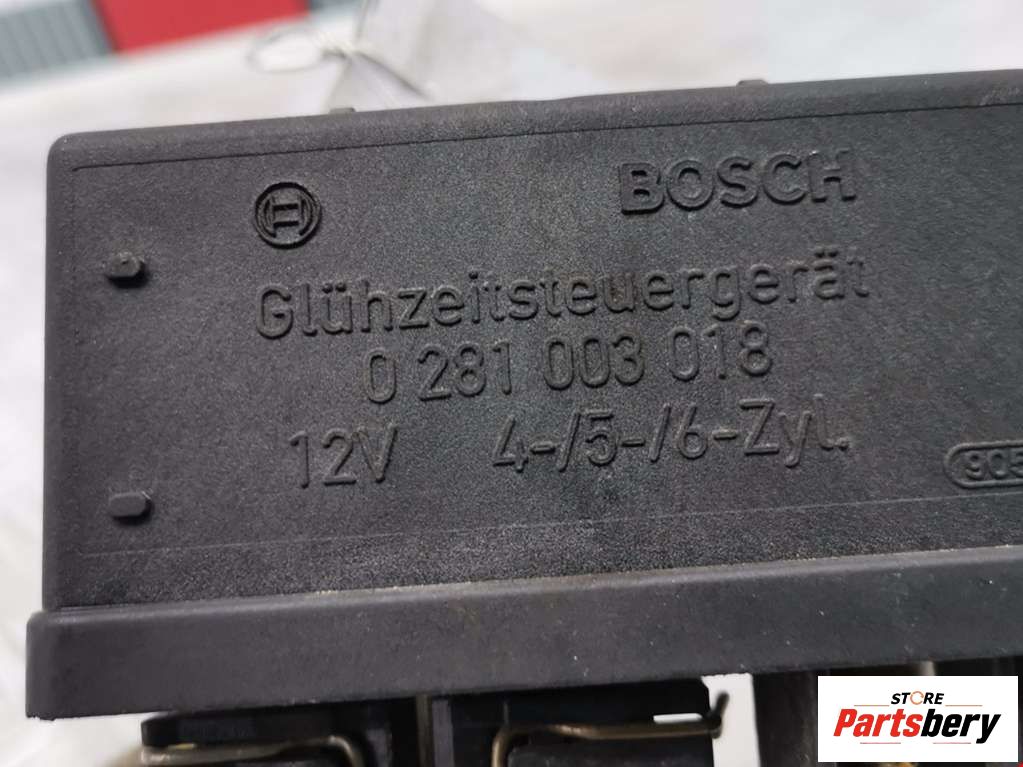 BOSCH
Glühzeitsteuergerät
0 281 003 018
12V 4-/5-/6-Zyl.
STORE
Partsbery